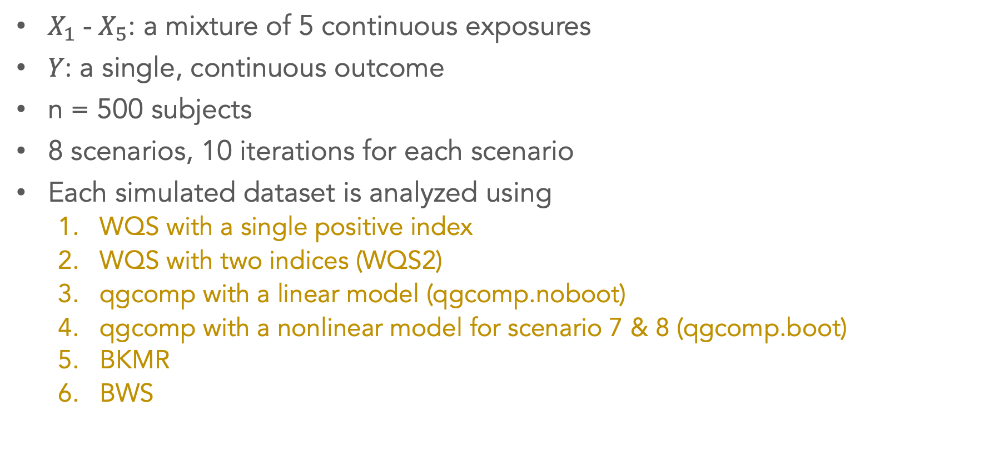 • X₁ - X₅: a mixture of 5 continuous exposures
• Y: a single, continuous outcome
• n = 500 subjects
• 8 scenarios, 10 iterations for each scenario
• Each simulated dataset is analyzed using
1. WQS with a single positive index
2. WQS with two indices (WQS2)
3. qgcomp with a linear model (qgcomp.noboot)
4. qgcomp with a nonlinear model for scenario 7 & 8 (qgcomp.boot)
5. BKMR
6. BWS